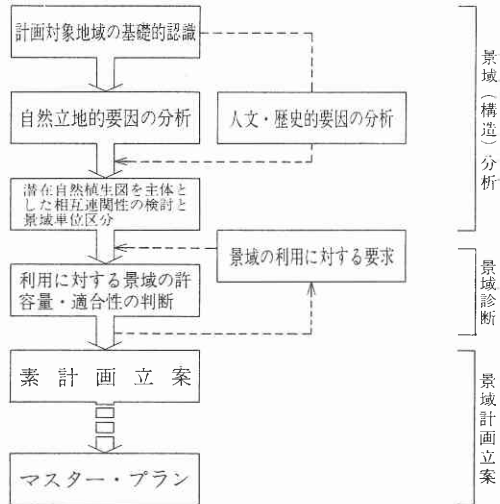 計画対象地域の基礎的認識
自然立地的要因の分析
人文・歴史的要因の分析
潜在自然植生図を主体と
した相互連関性の検討と
景域単位区分
景域の利用に対する要求
利用に対する景域の許
容量・適合性の判断
素計画立案
マスター・プラン
景域(構造)分析
景域診断
景域計画立案